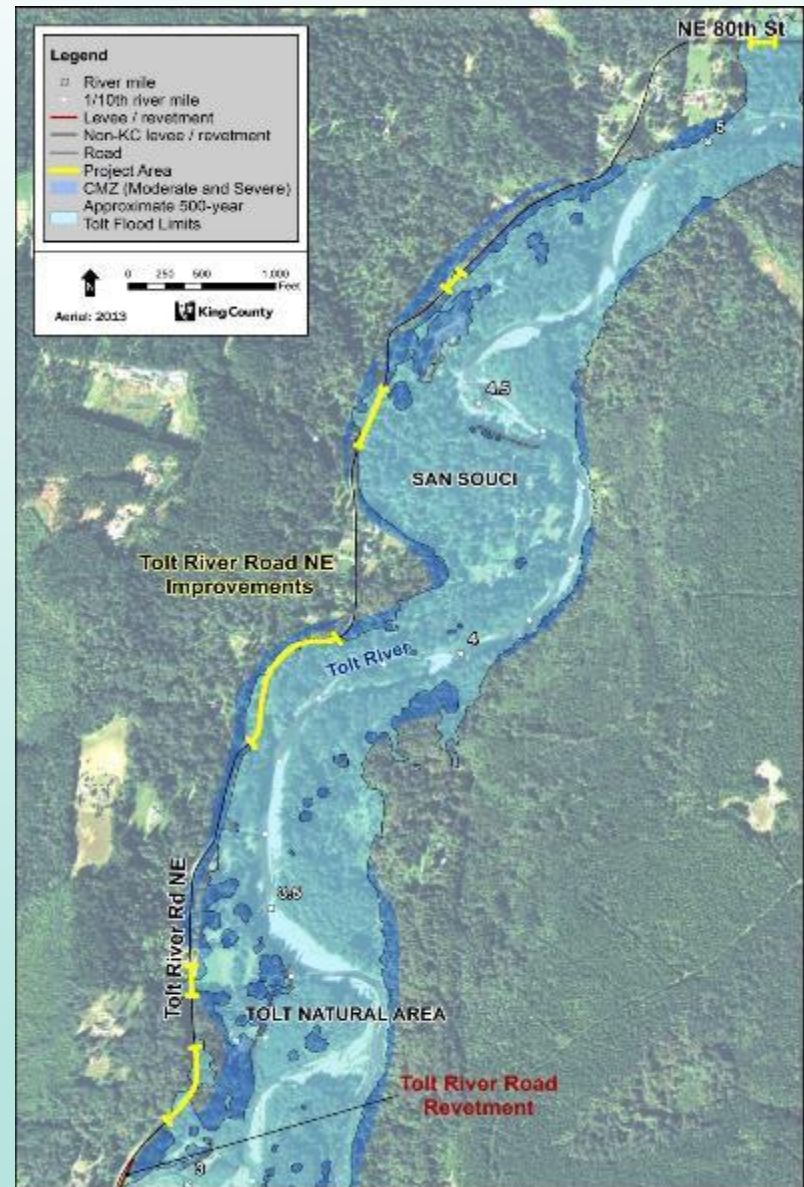 NE 80th St
Legend
River mile
1/10th river mile
Levee / revetment
Non-KC levee / revetment
Road
Project Area
CMZ (Moderate and Severe)
Approximate 500-year
Tolt Flood Limits
N
0 250 500 1,000
Feet
Aerial: 2013
King County
5
4.5
SAN SOUCI
Tolt River Road NE
Improvements
Tolt River
4
3.5
Tolt River Rd NE
TOLT NATURAL AREA
Tolt River Road
Revetment
3